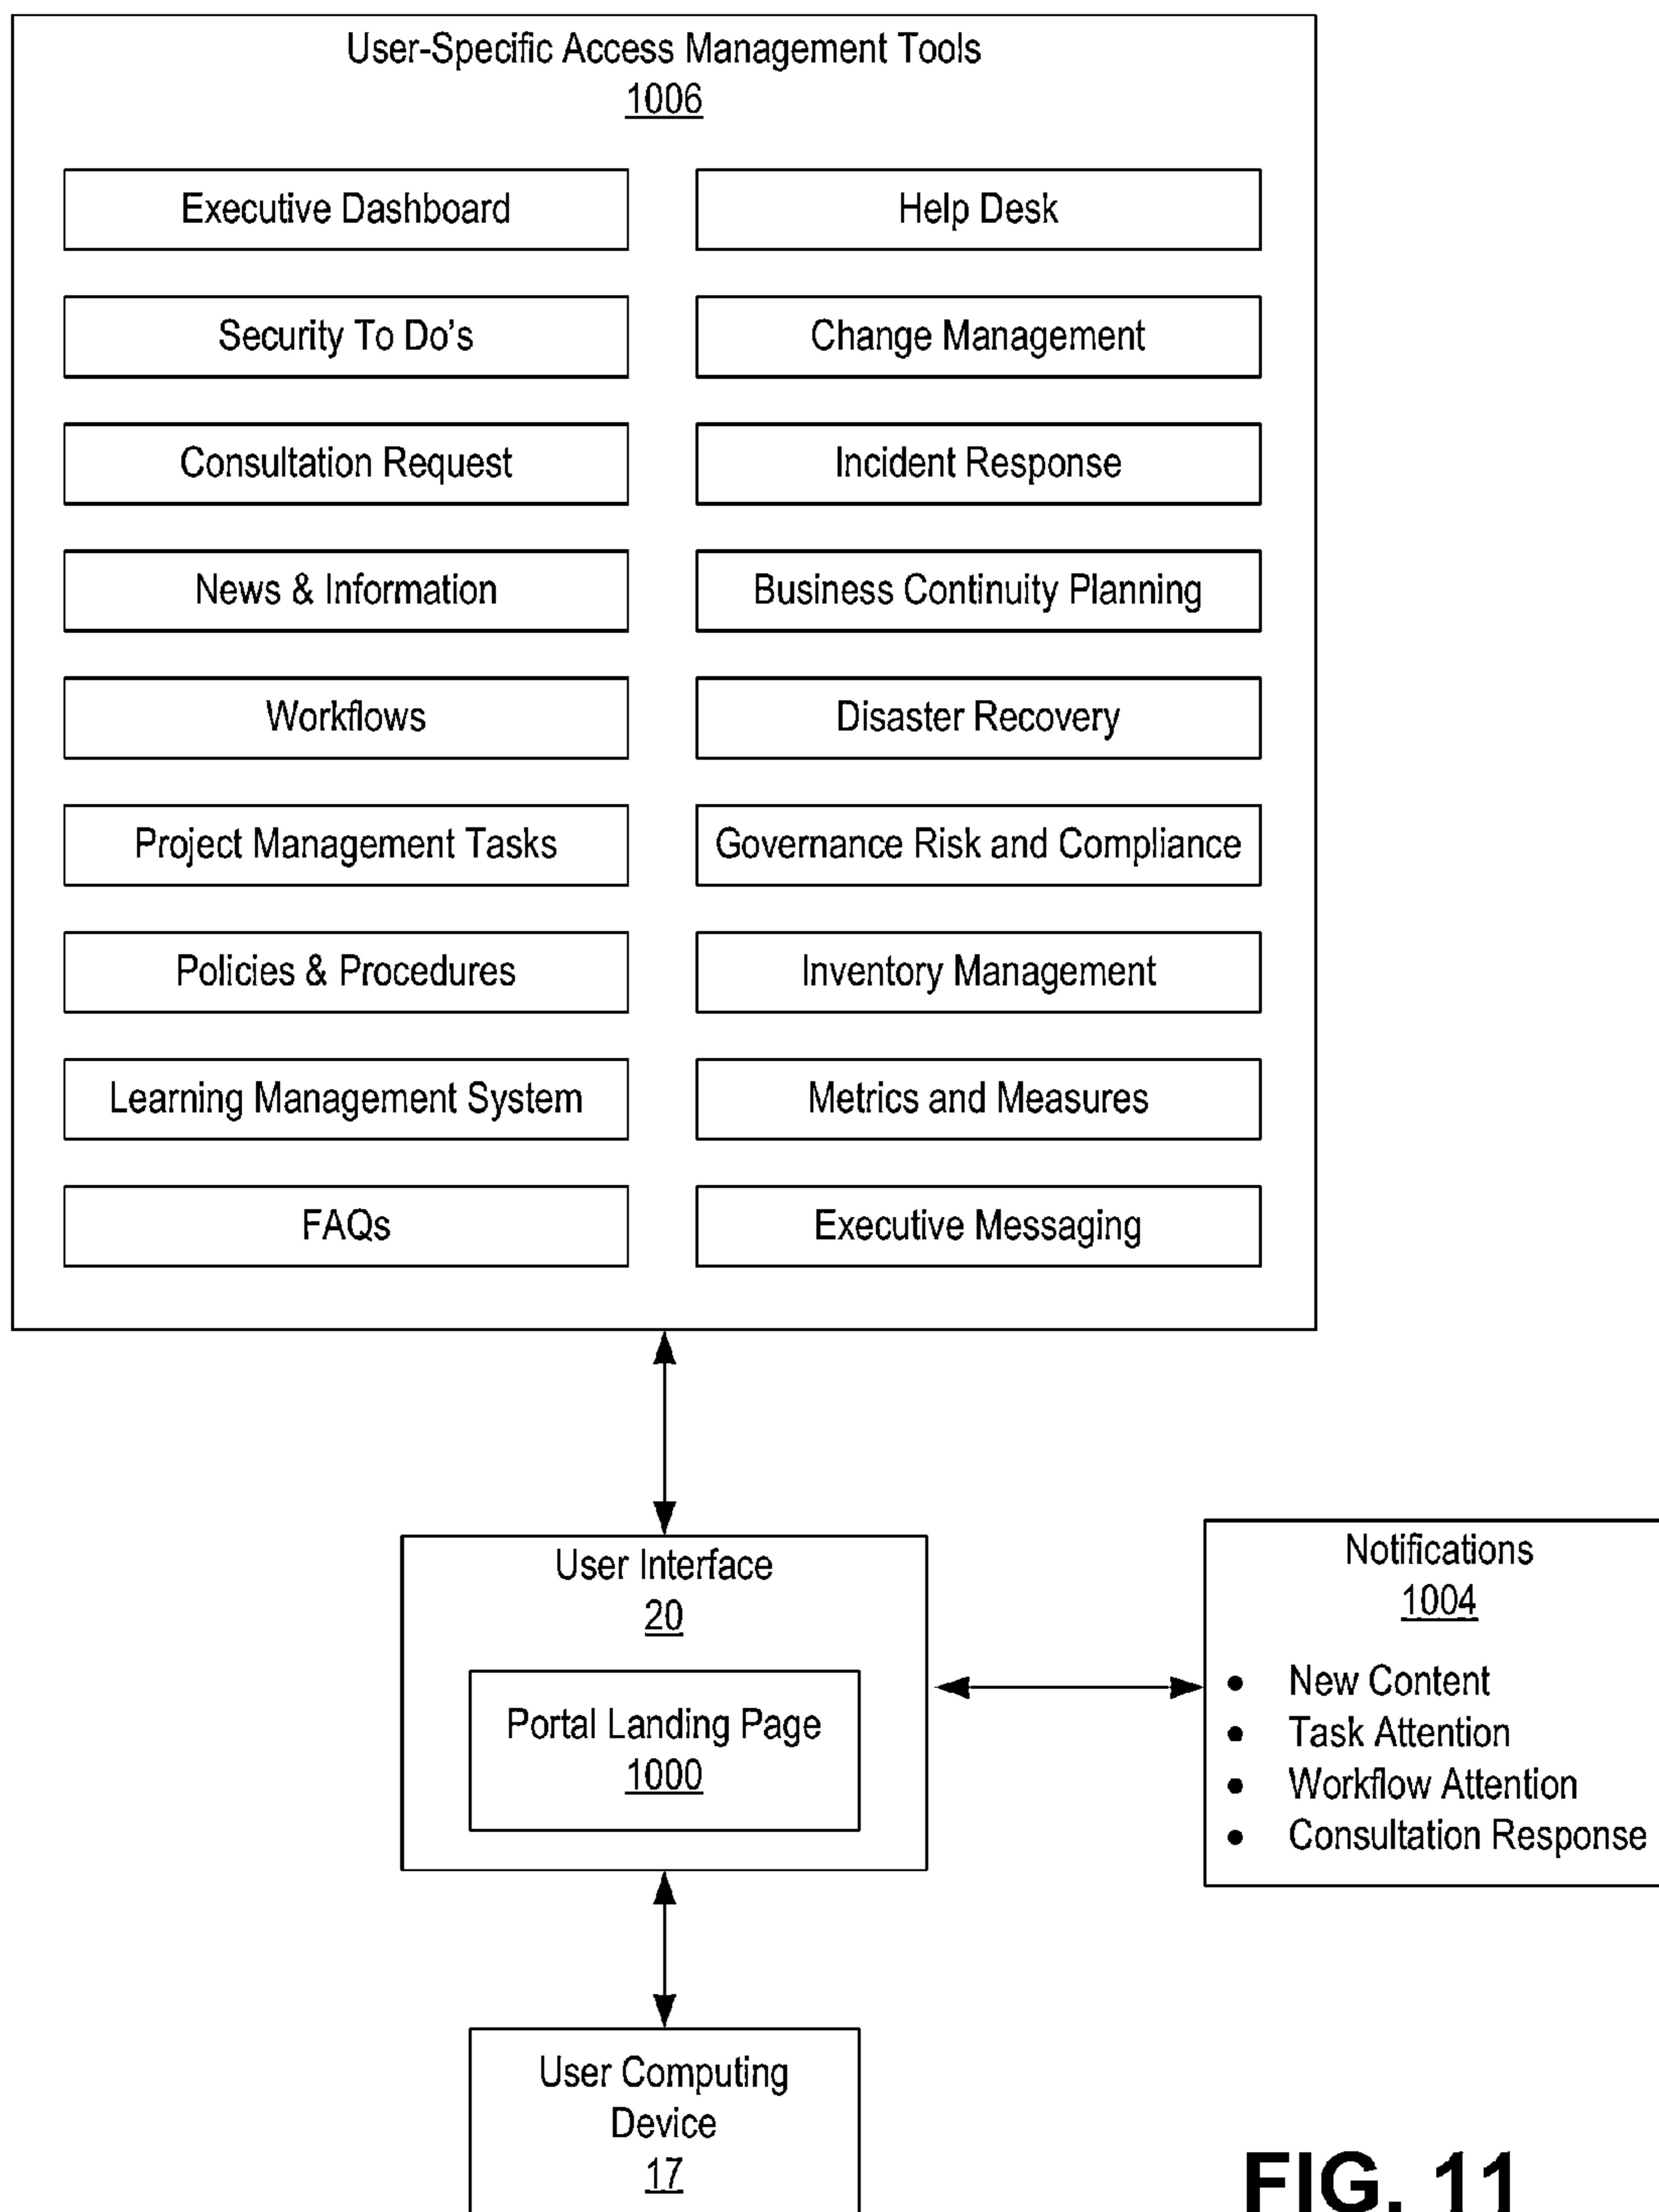 User-Specific Access Management Tools
1006
Executive Dashboard
Help Desk
Security To Do’s
Change Management
Consultation Request
Incident Response
News & Information
Business Continuity Planning
Workflows
Disaster Recovery
Project Management Tasks
Governance Risk and Compliance
Policies & Procedures
Inventory Management
Learning Management System
Metrics and Measures
FAQs
Executive Messaging
User Interface
20
Portal Landing Page
1000
Notifications
1004
• New Content
• Task Attention
• Workflow Attention
• Consultation Response
User Computing
Device
17
FIG. 11